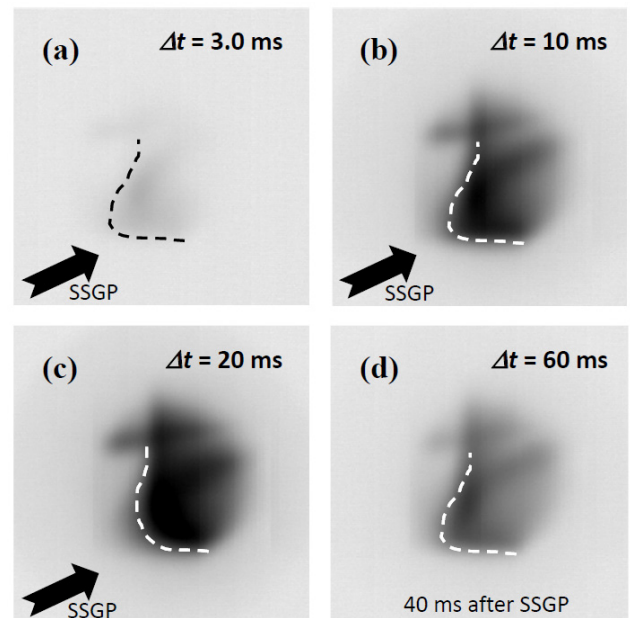 (a) Δt = 3.0 ms
SSGP
(b) Δt = 10 ms
SSGP
(c) Δt = 20 ms
SSGP
(d) Δt = 60 ms
40 ms after SSGP